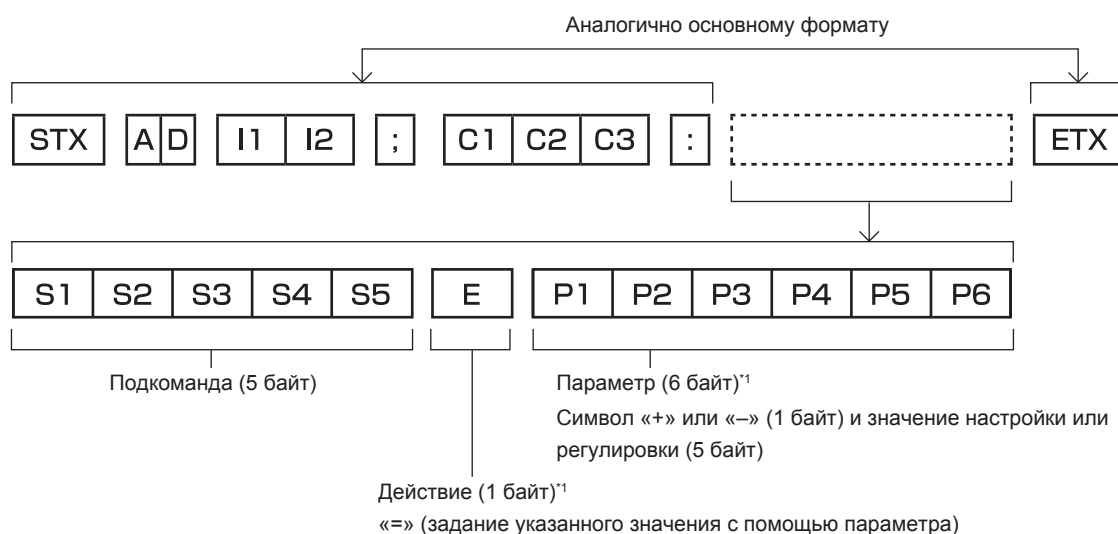 Аналогично основному формату
STX A D I1 I2 ; C1 C2 C3 : ETX
S1 S2 S3 S4 S5 E P1 P2 P3 P4 P5 P6
Подкоманда (5 байт)
Параметр (6 байт)*1
Символ «+» или «–» (1 байт) и значение настройки или
регулировки (5 байт)
Действие (1 байт)*1
«=» (задание указанного значения с помощью параметра)